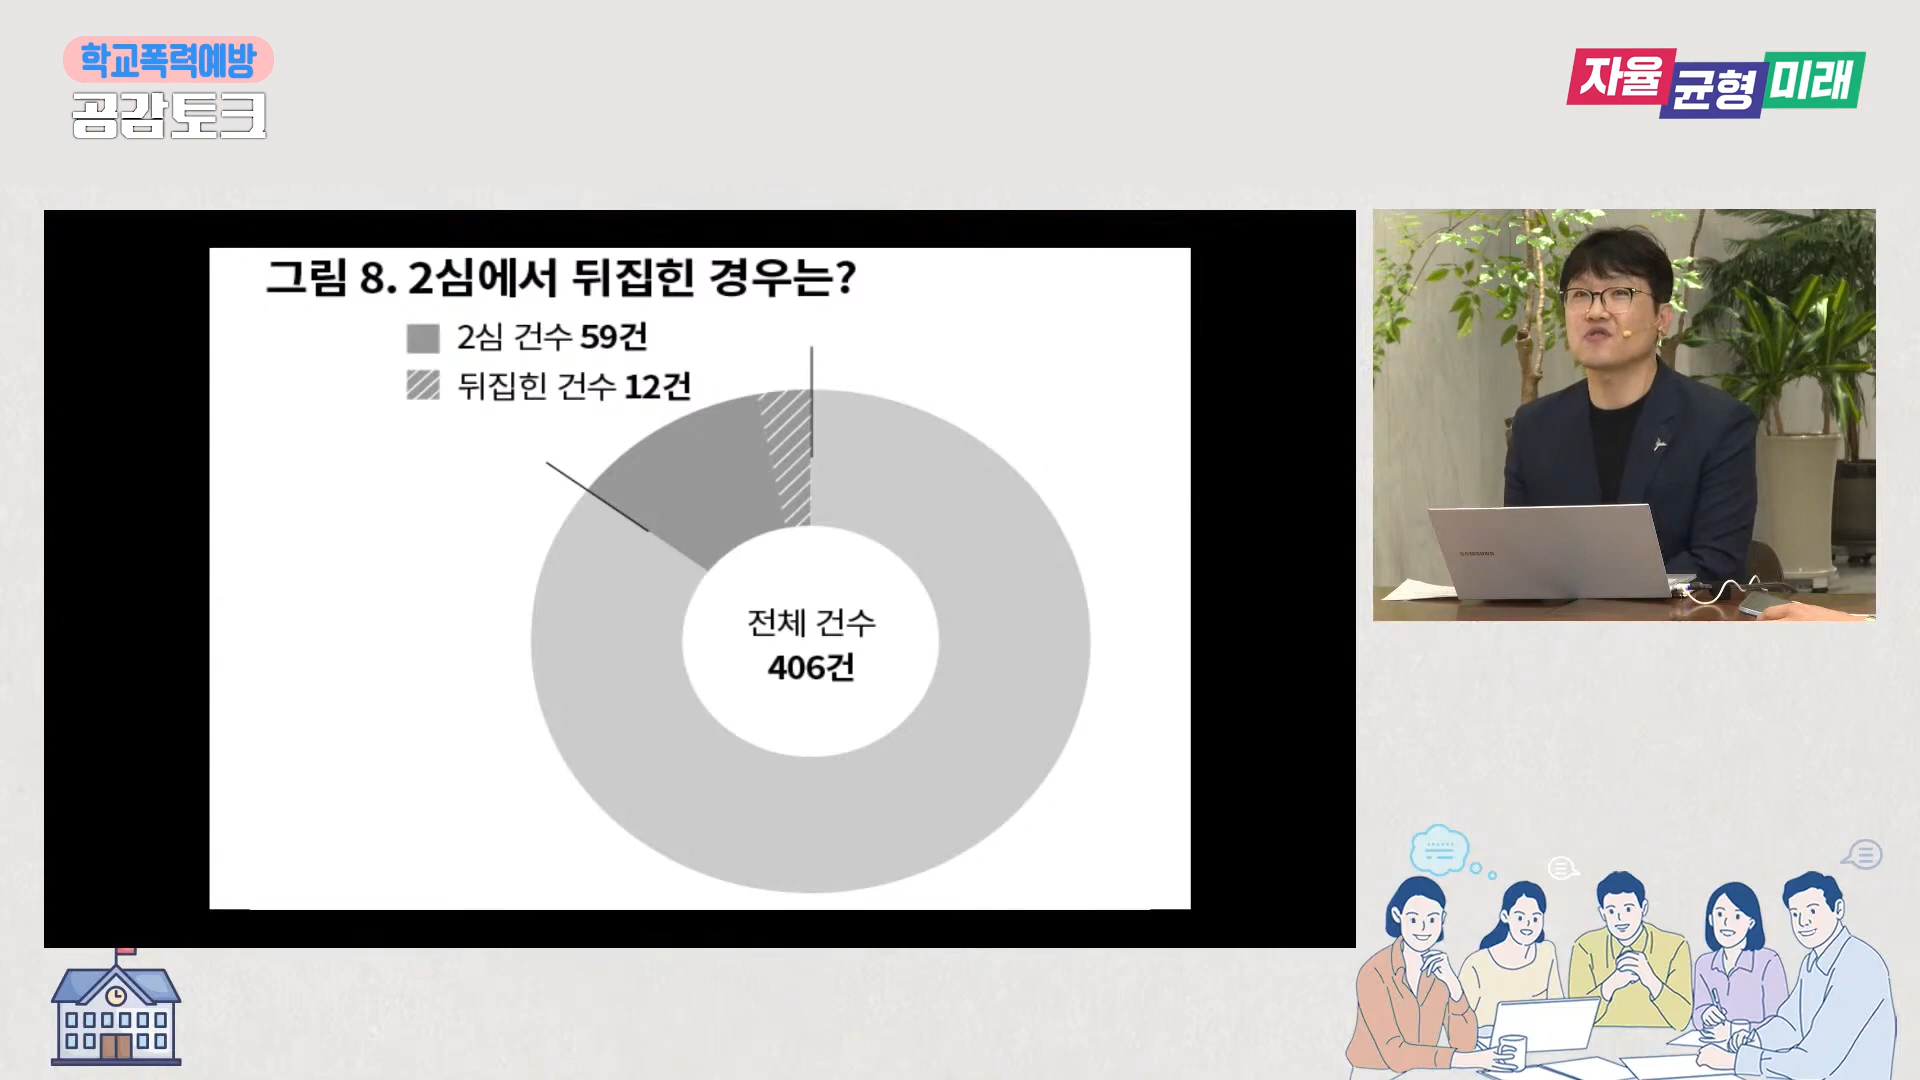 학교폭력예방
공감토크
자율 균형 미래
그림 8. 2심에서 뒤집힌 경우는?
2심 건수 59건
뒤집힌 건수 12건
전체 건수
406건
SAMSUNG